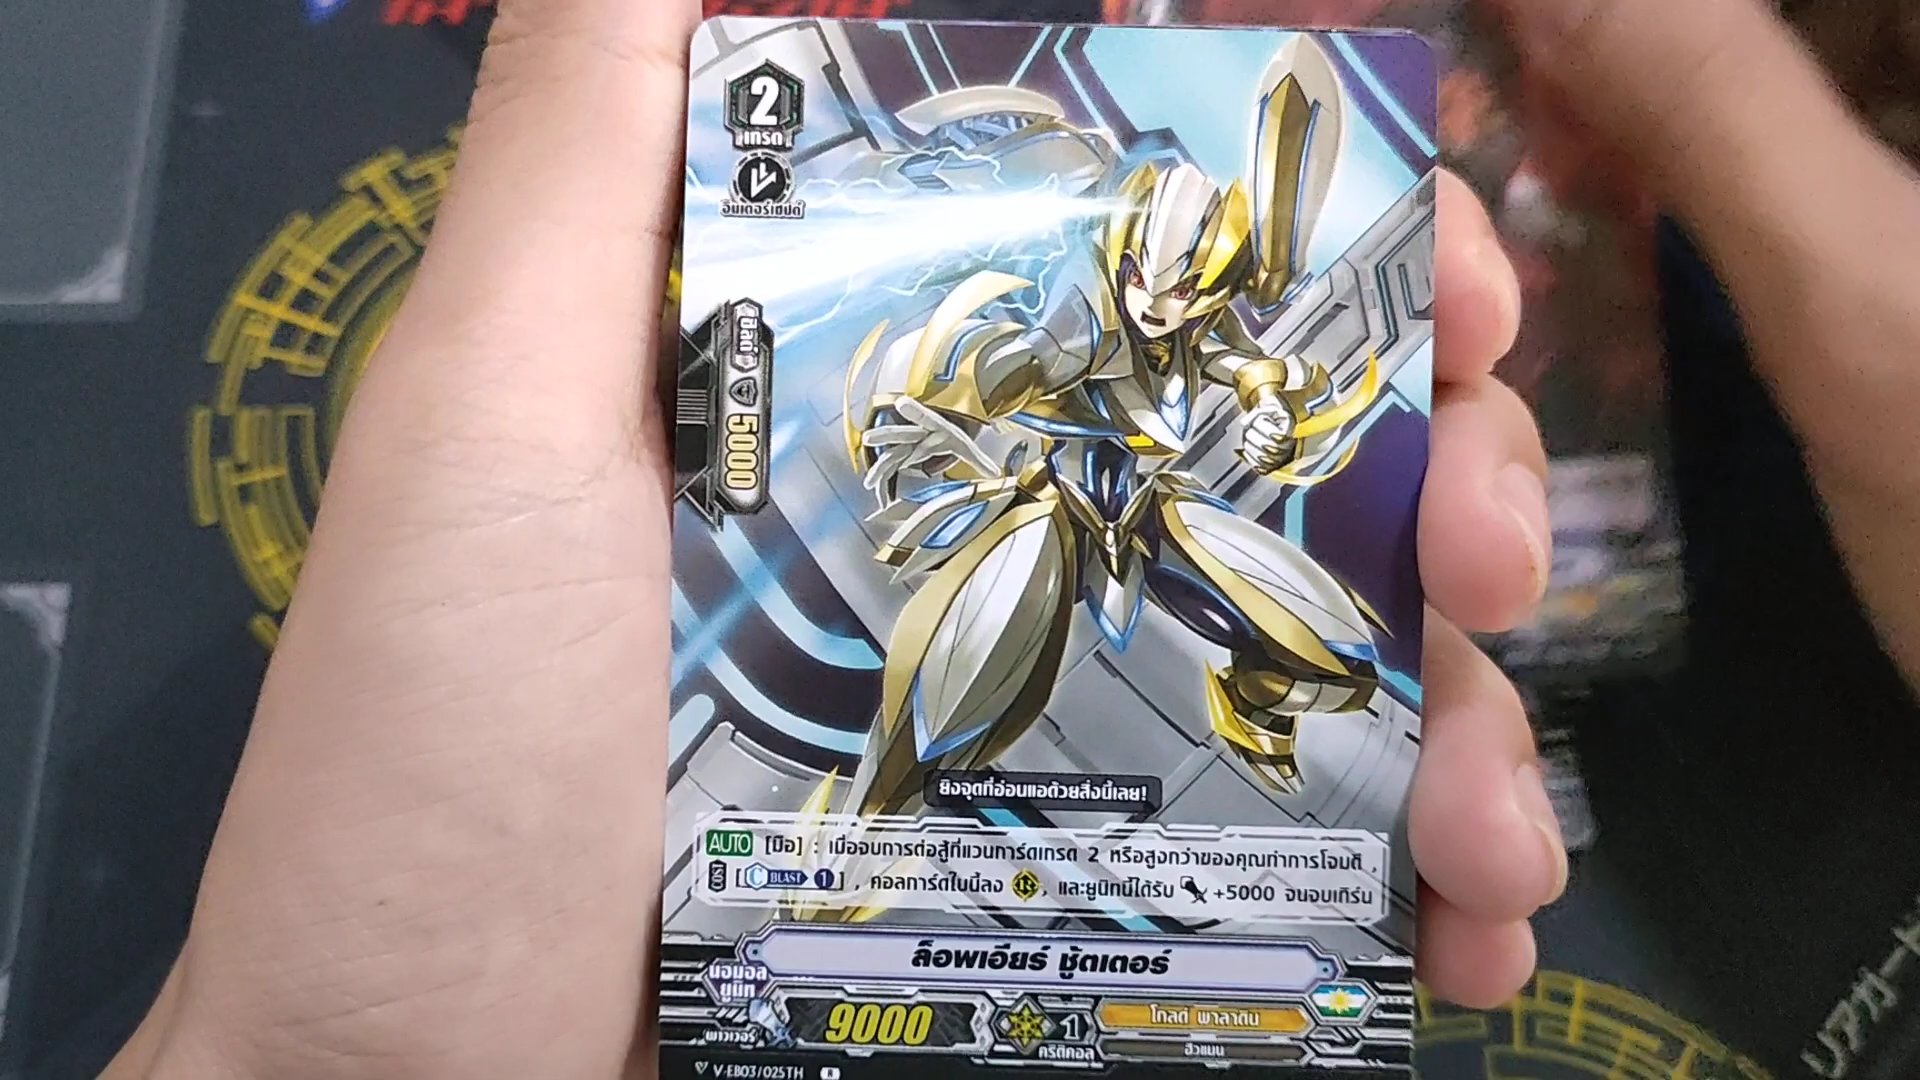 2
เกรด
อินเตอร์เซปต์
ชีลด์
5000
ยิงจุดที่อ่อนแอด้วยสิ่งนี้เลย!
AUTO [มือ] : เมื่อจบการต่อสู้ที่แวนการ์ดเกรด 2 หรือสูงกว่าของคุณทำการโจมตี ,
COST [C BLAST 1] , คอลการ์ดใบนี้ลง R , และยูนิทนี้ได้รับ +5000 จนจบเทิร์น
ล็อพเอียร์ ชู้ตเตอร์
นอมอล
ยูนิท
พาวเวอร์
9000
1
คริติคอล
โกลด์ พาลาดิน
ฮิวแมน
V-EB03/025TH R
リアガード